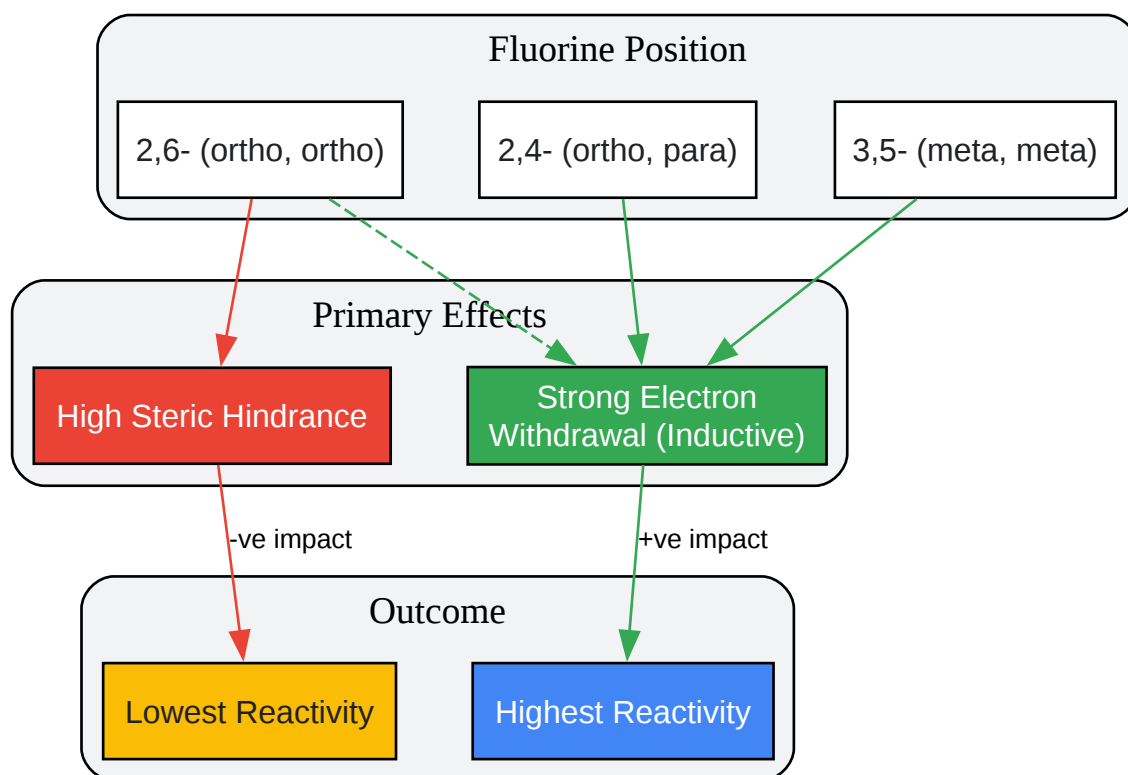 Fluorine Position
2,6- (ortho, ortho)
2,4- (ortho, para)
3,5- (meta, meta)
Primary Effects
High Steric Hindrance
Strong Electron
Withdrawal (Inductive)
-ve impact
+ve impact
Outcome
Lowest Reactivity
Highest Reactivity